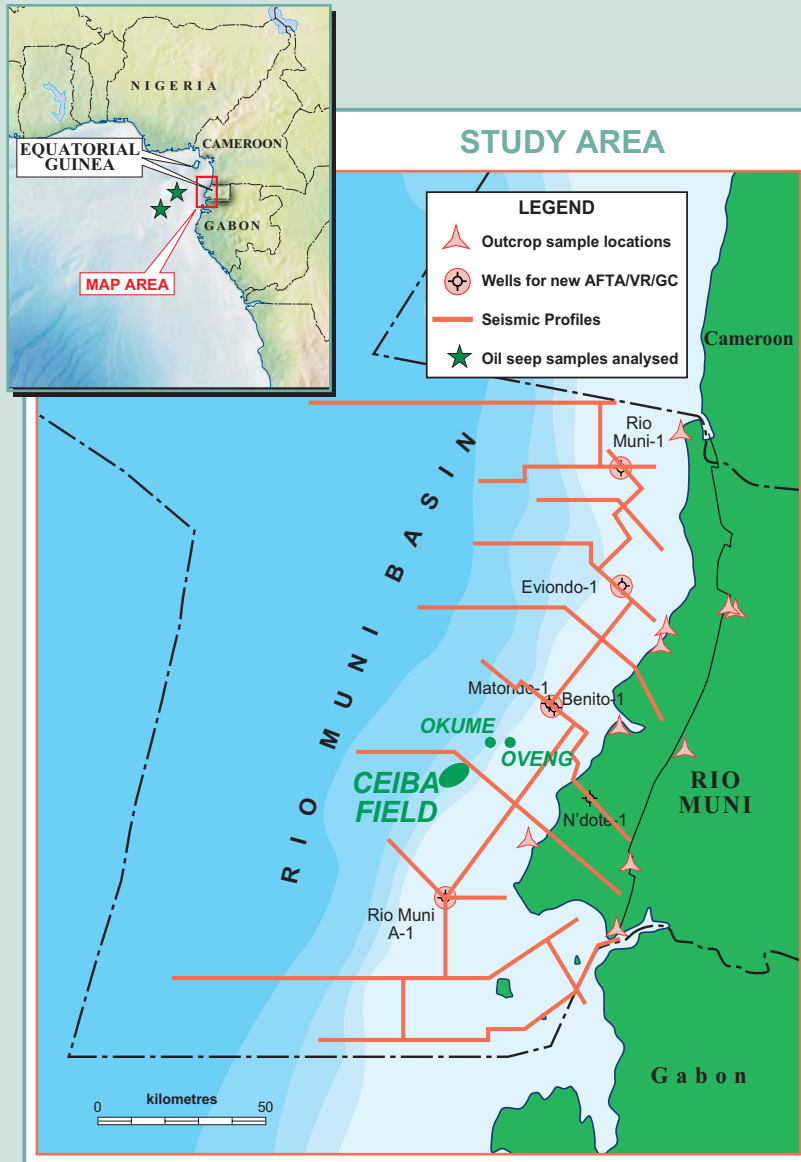 NIGERIA
EQUATORIAL
GUINEA
CAMEROON
GABON
MAP AREA
STUDY AREA
LEGEND
Outcrop sample locations
Wells for new AFTA/VR/GC
Seismic Profiles
Oil seep samples analysed
Cameroon
Rio
Muni-1
RIO MUNI BASIN
Eviondo-1
Matondo-1
Benito-1
OKUME
OVENG
CEIBA
FIELD
RIO
MUNI
N'dote-1
Rio Muni
A-1
Gabon
kilometres
0 50